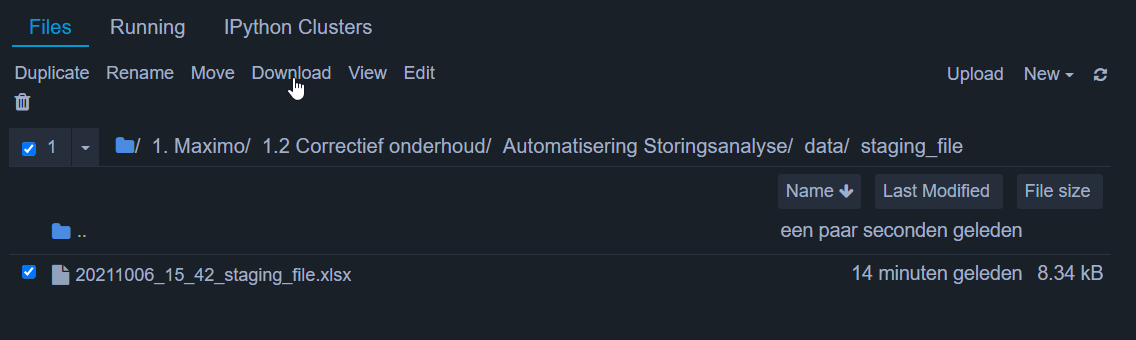 Files Running IPython Clusters
Duplicate Rename Move Download View Edit Upload New
1 / 1. Maximo/ 1.2 Correctief onderhoud/ Automatisering Storingsanalyse/ data/ staging_file
Name Last Modified File size
.. een paar seconden geleden
20211006_15_42_staging_file.xlsx 14 minuten geleden 8.34 kB